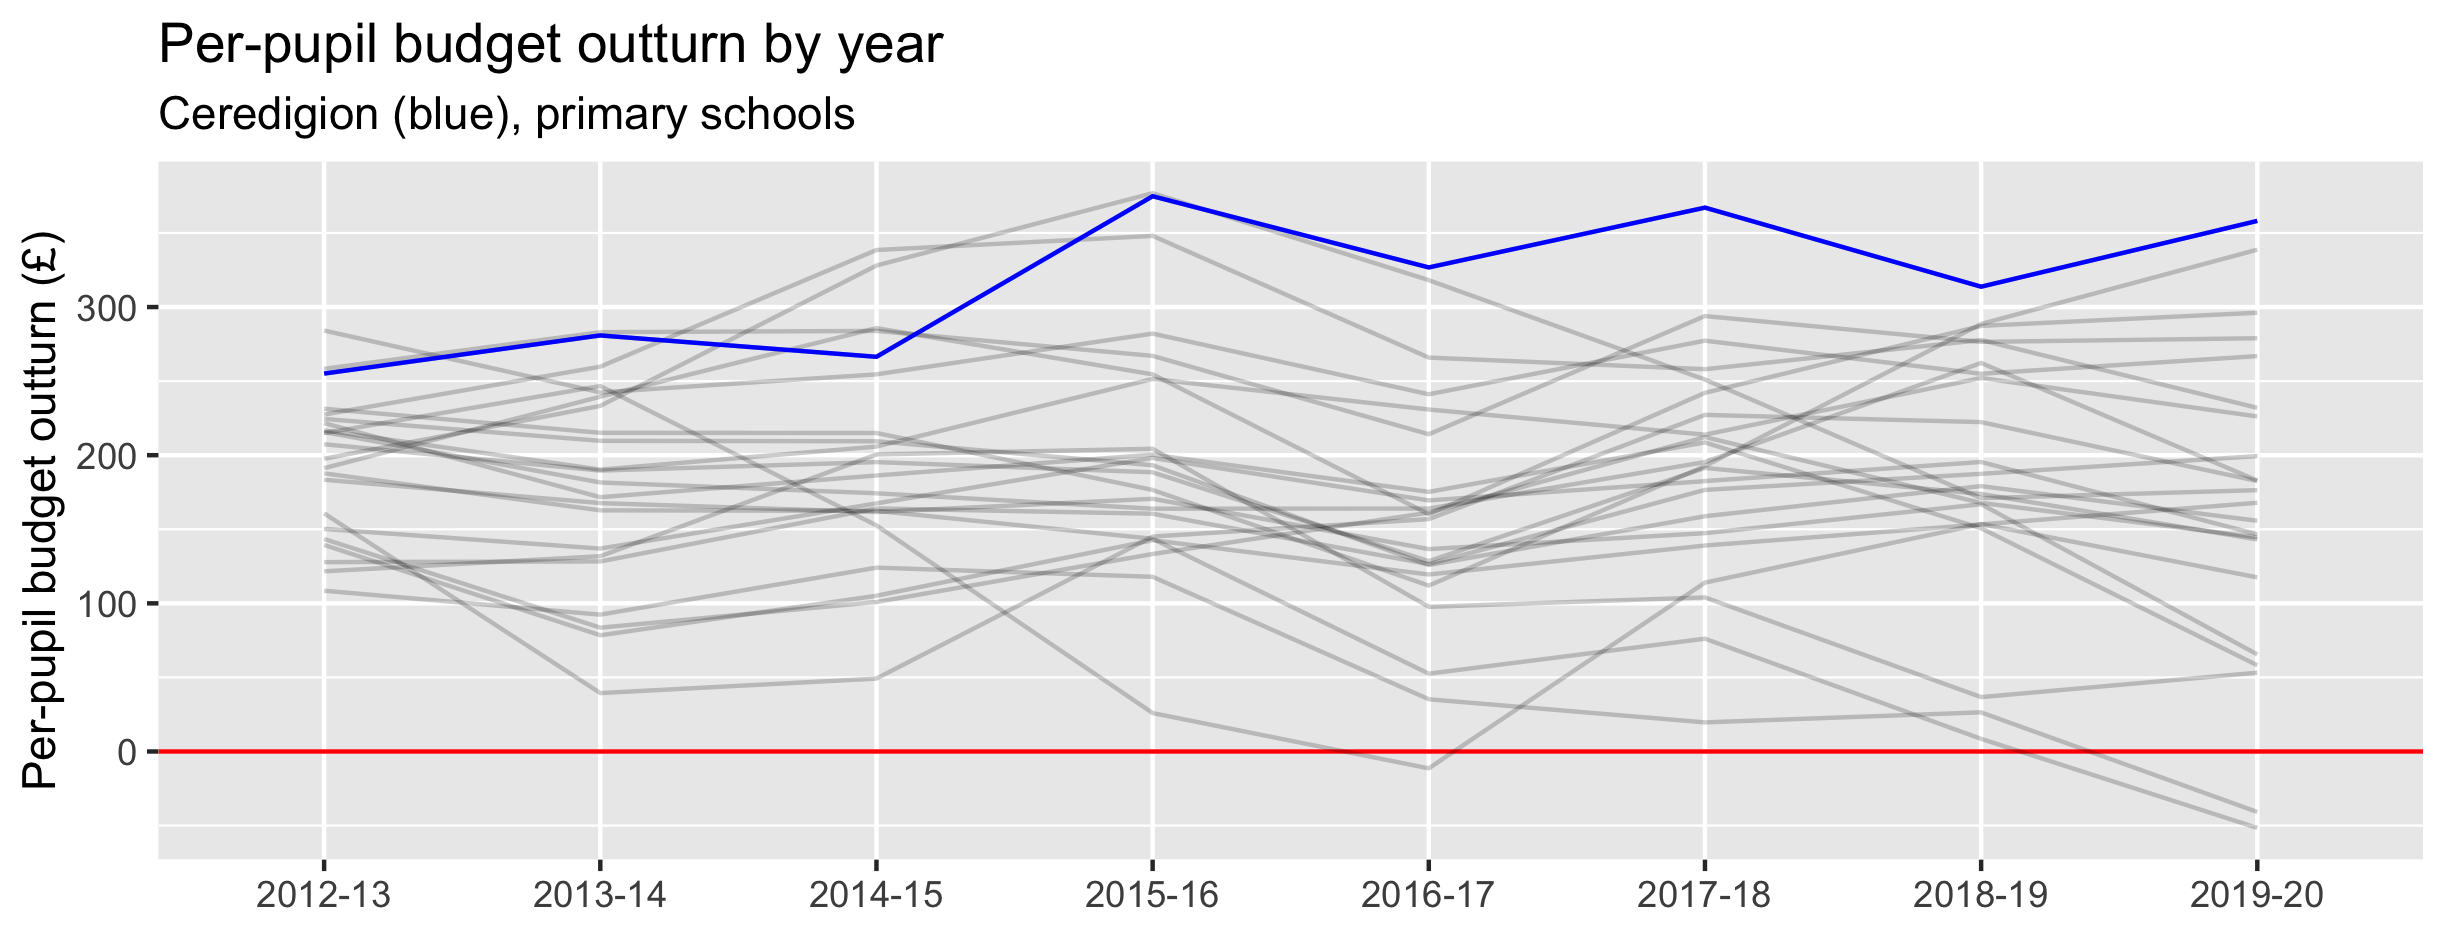 Per-pupil budget outturn by year
Ceredigion (blue), primary schools
Per-pupil budget outturn (£)
300
200
100
0
2012-13 2013-14 2014-15 2015-16 2016-17 2017-18 2018-19 2019-20